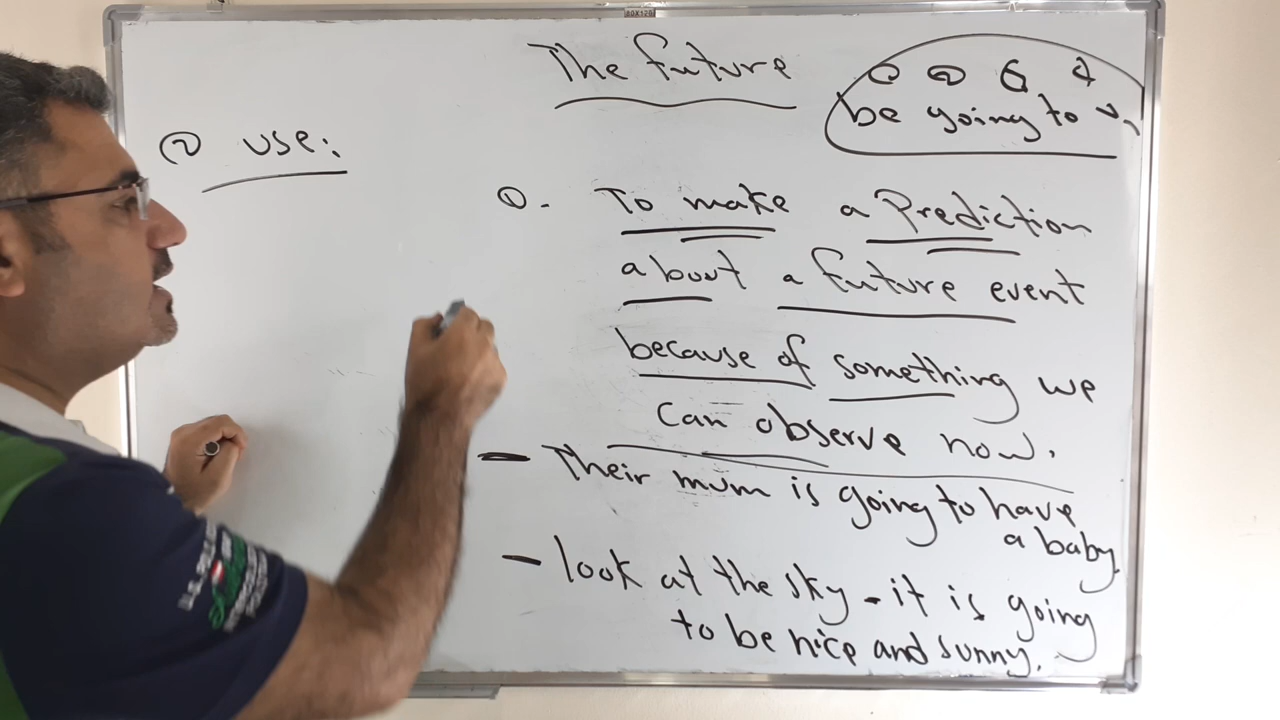 80X120
The future
be going to
② use:
①. To make a Prediction
about a future event
because of something we
can observe now.
- Their mum is going to have
a baby.
- look at the sky - it is going
to be nice and sunny.